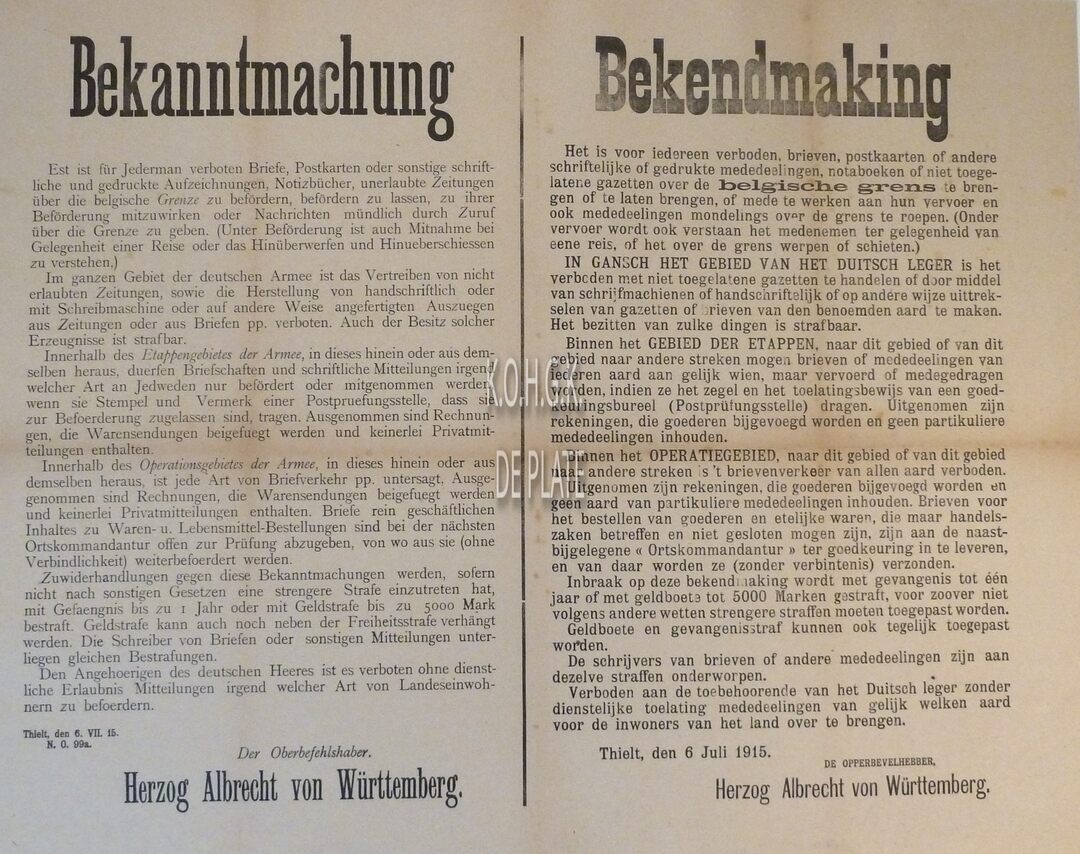 Bekanntmachung
Est ist für Jederman verboten Briefe, Postkarten oder sonstige schrift-
liche und gedruckte Aufzeichnungen, Notizbücher, unerlaubte Zeitungen
über die belgische Grenze zu befördern, befördern zu lassen, zu ihrer
Beförderung mitzuwirken oder Nachrichten mündlich durch Zuruf
über die Grenze zu geben. (Unter Beförderung ist auch Mitnahme bei
Gelegenheit einer Reise oder das Hinüberwerfen und Hinueberschiessen
zu verstehen.)
Im ganzen Gebiet der deutschen Armee ist das Vertreiben von nicht
erlaubten Zeitungen, sowie die Herstellung von handschriftlich oder
mit Schreibmaschine oder auf andere Weise angefertigten Auszuegen
aus Zeitungen oder aus Briefen pp. verboten. Auch der Besitz solcher
Erzeugnisse ist strafbar.
Innerhalb des Etappengebietes der Armee, in dieses hinein oder aus dem-
selben heraus, duerfen Briefschaften und schriftliche Mitteilungen irgend
welcher Art an Jedweden nur befördert oder mitgenommen werden
wenn sie Stempel und Vermerk einer Postpruefungsstelle, dass sie
zur Befoerderung zugelassen sind, tragen. Ausgenommen sind Rechnun-
gen, die Warensendungen beigefuegt werden und keinerlei Privatmit-
teilungen enthalten.
Innerhalb des Operationsgebietes der Armee, in dieses hinein oder aus
demselben heraus, ist jede Art von Briefverkehr pp. untersagt. Ausge-
genommen sind Rechnungen, die Warensendungen beigefuegt werden
und keinerlei Privatmitteilungen enthalten. Briefe rein geschäftlichen
Inhaltes zu Waren- u. Lebensmittel-Bestellungen sind bei der nächsten
Ortskommandantur offen zur Prüfung abzugeben, von wo aus sie (ohne
Verbindlichkeit) weiterbefoerdert werden.
Zuwiderhandlungen gegen diese Bekanntmachungen werden, sofern
nicht nach sonstigen Gesetzen eine strengere Strafe einzutreten hat,
mit Gefaengnis bis zu 1 Jahr oder mit Geldstrafe bis zu 5000 Mark
bestraft. Geldstrafe kann auch noch neben der Freiheitsstrafe verhängt
werden. Die Schreiber von Briefen oder sonstigen Mitteilungen unter-
liegen gleichen Bestrafungen.
Den Angehoerigen des deutschen Heeres ist es verboten ohne dienst-
liche Erlaubnis Mitteilungen irgend welcher Art von Landeseinwoh-
nern zu befoerdern.
Thielt, den 6. VII. 15.
N. O. 99a.
Der Oberbefehlshaber.
Herzog Albrecht von Württemberg.
Bekendmaking
Het is voor iedereen verboden, brieven, postkaarten of andere
schriftelijke of gedrukte mededeelingen, notaboeken of niet toege-
latene gazetten over de belgische grens te bren-
gen of te laten brengen, of mede te werken aan hun vervoer en
ook mededeelingen mondelings over de grens te roepen. (Onder
vervoer wordt ook verstaan het medenemen ter gelegenheid van
eene reis, of het over de grens werpen of schieten.)
IN GANSCH HET GEBIED VAN HET DUITSCH LEGER is het
verboden met niet toegelatene gazetten te handelen of door middel
van schrijfmachienen of handschriftelijk of op andere wijze uittrek-
selen van gazetten of brieven van den benoemden aard te maken.
Het bezitten van zulke dingen is strafbaar.
Binnen het GEBIED DER ETAPPEN, naar dit gebied of van dit
gebied naar andere streken mogen brieven of mededeelingen van
iederen aard aan gelijk wien, maar vervoerd of medegedragen
worden, indien ze het zegel en het toelatingsbewijs van een goed-
keuringsbureel (Postprüfungsstelle) dragen. Uitgenomen zijn
rekeningen, die goederen bijgevoegd worden en geen partikuliere
mededeelingen inhouden.
Binnen het OPERATIEGEBIED, naar dit gebied of van dit gebied
naar andere streken is 't brievenverkeer van allen aard verboden.
Uitgenomen zijn rekeningen, die goederen bijgevoegd worden en
geen aard van partikuliere mededeelingen inhouden. Brieven voor
het bestellen van goederen en etelijke waren, die maar handels-
zaken betreffen en niet gesloten mogen zijn, zijn aan de naast-
bijgelegene « Ortskommandantur » ter goedkeuring in te leveren,
en van daar worden ze (zonder verbintenis) verzonden.
Inbraak op deze bekendmaking wordt met gevangenis tot één
jaar of met geldboete tot 5000 Marken gestraft, voor zoover niet
volgens andere wetten strengere straffen moeten toegepast worden.
Geldboete en gevangenisstraf kunnen ook tegelijk toegepast
worden.
De schrijvers van brieven of andere mededeelingen zijn aan
dezelve straffen onderworpen.
Verboden aan de toebehoorende van het Duitsch leger zonder
dienstelijke toelating mededeelingen van gelijk welken aard
voor de inwoners van het land over te brengen.
Thielt, den 6 Juli 1915.
DE OPPERBEVELHEBBER,
Herzog Albrecht von Württemberg.
K.O.H.G.K.
DE PLATE